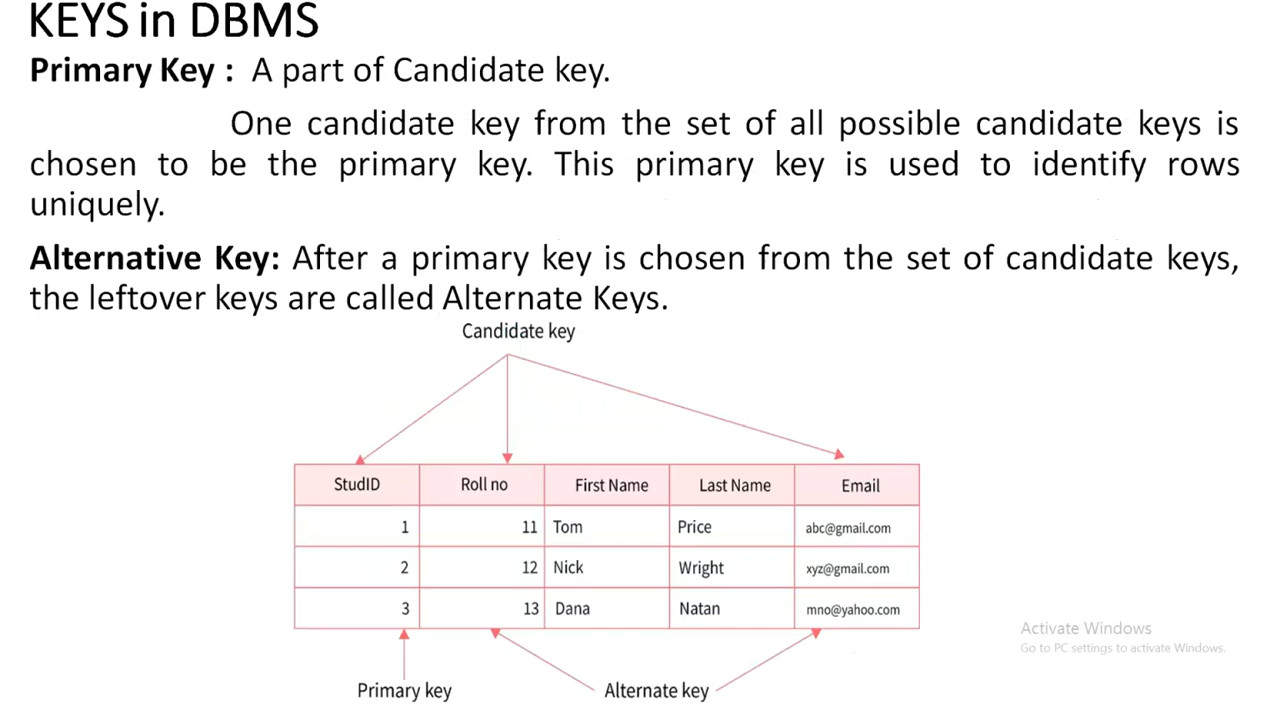 KEYS in DBMS
Primary Key : A part of Candidate key.
One candidate key from the set of all possible candidate keys is
chosen to be the primary key. This primary key is used to identify rows
uniquely.
Alternative Key: After a primary key is chosen from the set of candidate keys,
the leftover keys are called Alternate Keys.
Candidate key
StudID Roll no First Name Last Name Email
1 11 Tom Price abc@gmail.com
2 12 Nick Wright xyz@gmail.com
3 13 Dana Natan mno@yahoo.com
Activate Windows
Go to PC settings to activate Windows.
Primary key Alternate key